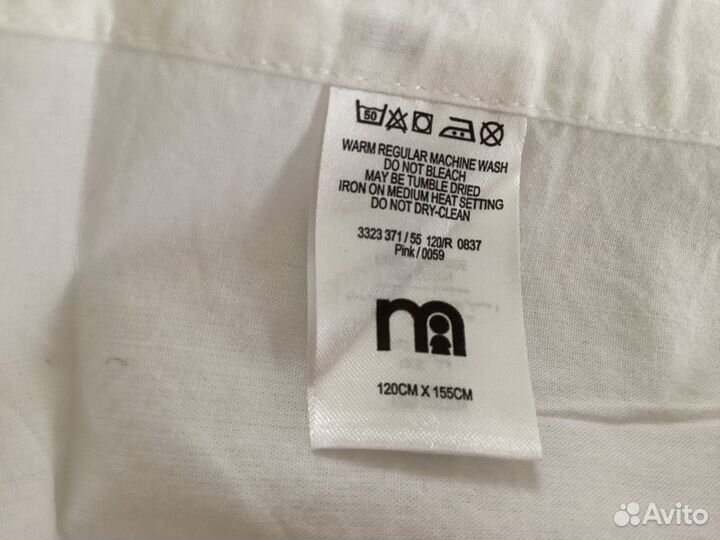 50
WARM REGULAR MACHINE WASH
DO NOT BLEACH
MAY BE TUMBLE DRIED
IRON ON MEDIUM HEAT SETTING
DO NOT DRY-CLEAN
3323 371 / 55 120/R 0837
Pink / 0059
m
120CM X 155CM
Avito